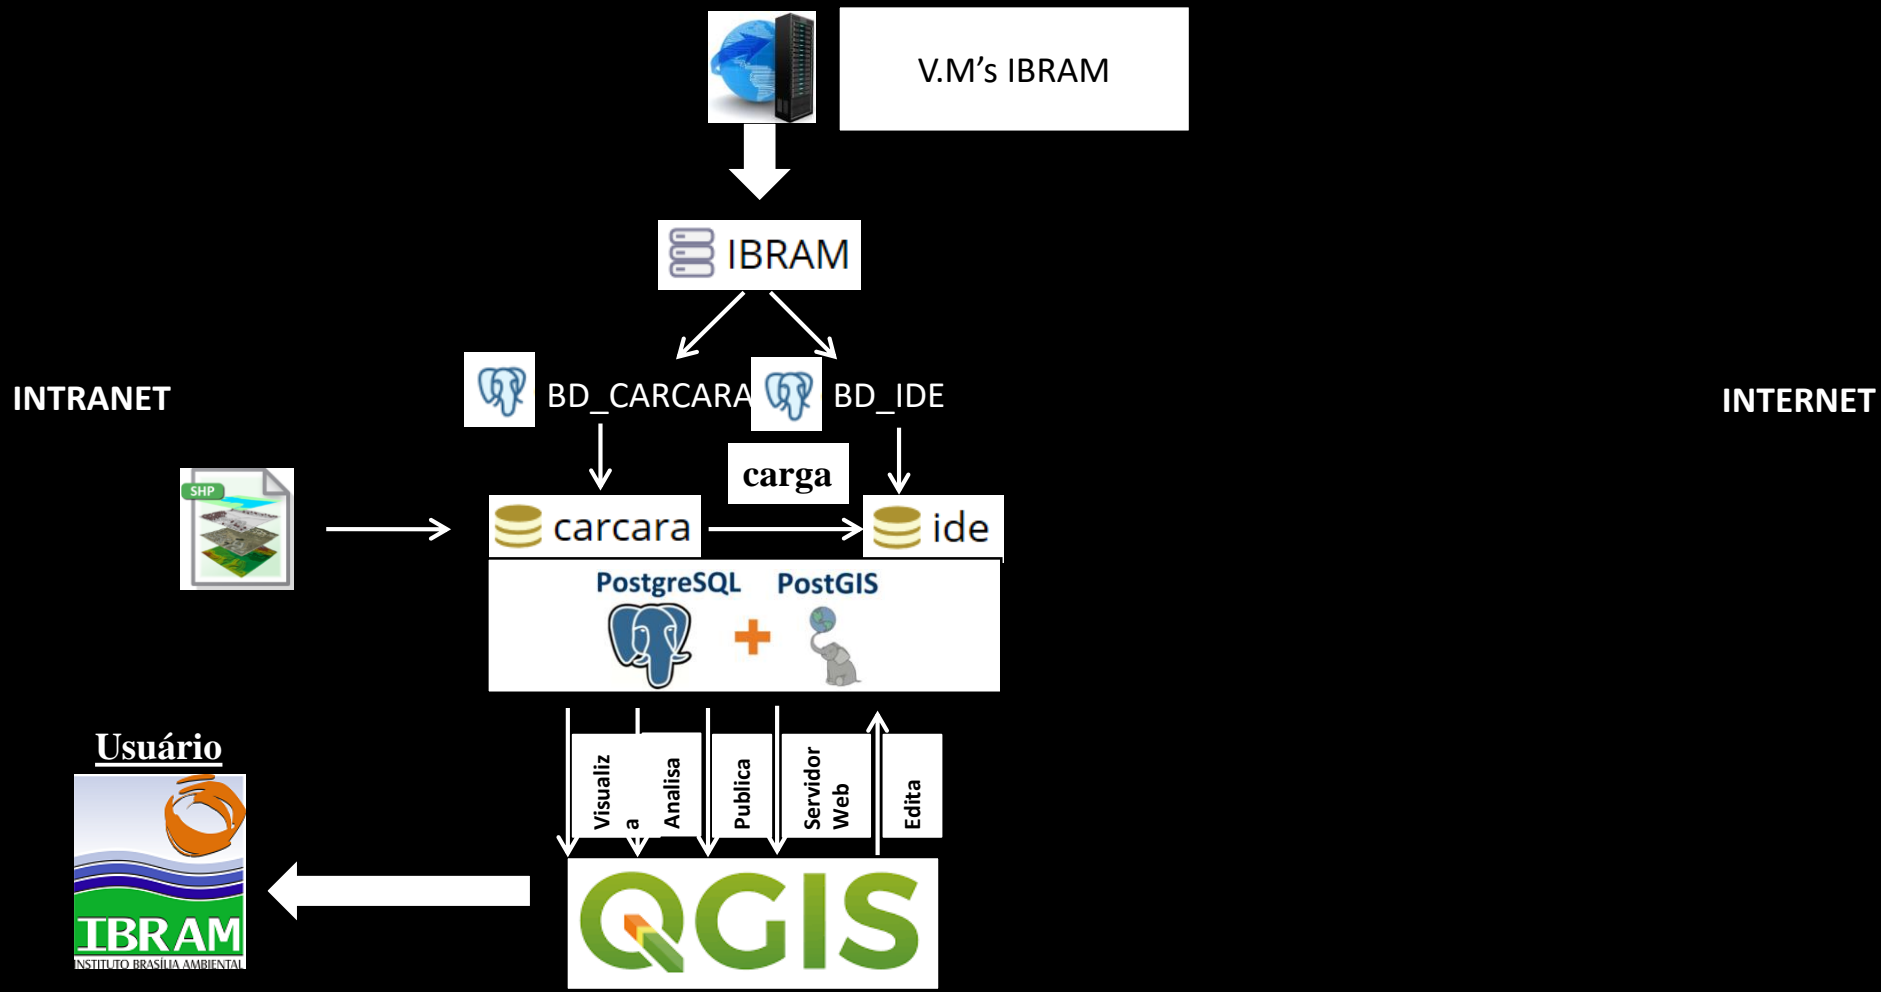 V.M's IBRAM
IBRAM
INTRANET
BD_CARCARA
BD_IDE
INTERNET
carga
SHP
carcara
ide
PostgreSQL
PostGIS
Usuário
Visualiz
a
Analisa
Publica
Servidor
Web
Edita
IBRAM
INSTITUTO BRASÍLIA AMBIENTAL
QGIS